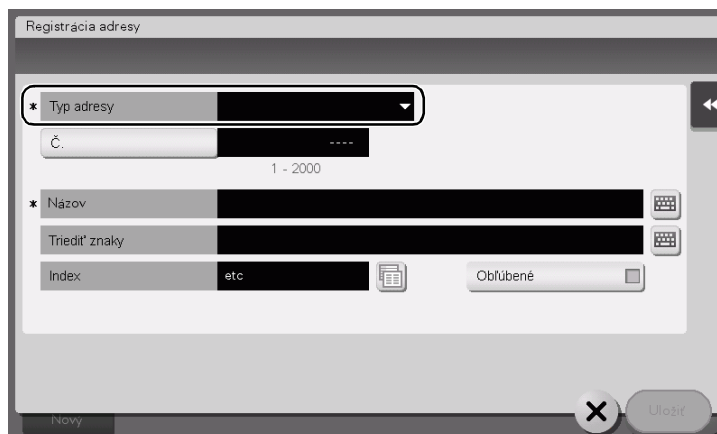 Registrácia adresy
* Typ adresy
Č. ----
1 - 2000
* Názov
Triediť znaky
Index etc Obľúbené
Nový Uložiť